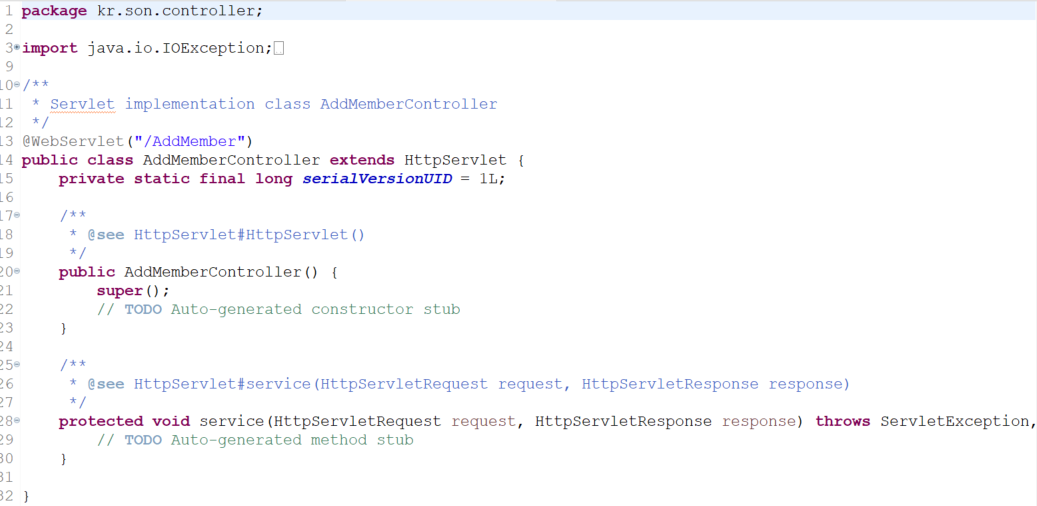 1 package kr.son.controller;
2
3 import java.io.IOException;
9
10 /**
11 * Servlet implementation class AddMemberController
12 */
13 @WebServlet("/AddMember")
14 public class AddMemberController extends HttpServlet {
15 private static final long serialVersionUID = 1L;
16
17 /**
18 * @see HttpServlet#HttpServlet()
19 */
20 public AddMemberController() {
21 super();
22 // TODO Auto-generated constructor stub
23 }
24
25 /**
26 * @see HttpServlet#service(HttpServletRequest request, HttpServletResponse response)
27 */
28 protected void service(HttpServletRequest request, HttpServletResponse response) throws ServletException,
29 // TODO Auto-generated method stub
30 }
31
32 }